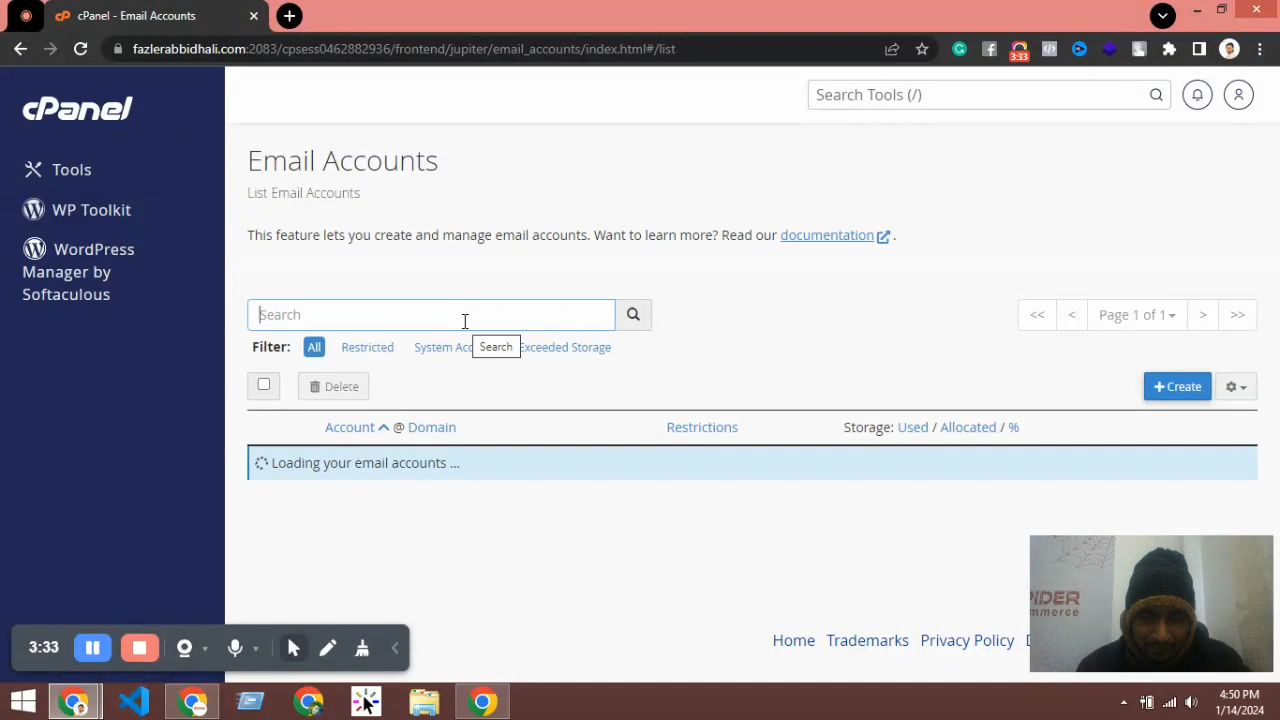 cPanel - Email Accounts
fazlerabbidhali.com:2083/cpsess0462882936/frontend/jupiter/email_accounts/index.html#/list
3:33
cPanel
Search Tools (/)
Tools
WP Toolkit
WordPress
Manager by
Softaculous
Email Accounts
List Email Accounts
This feature lets you create and manage email accounts. Want to learn more? Read our documentation .
Search
<< < Page 1 of 1 > >>
Filter: All Restricted System Acc Exceeded Storage
Search
Delete
+ Create
Account @ Domain Restrictions Storage: Used / Allocated / %
Loading your email accounts ...
PIDER
mmerce
Home Trademarks Privacy Policy D
3:33
4:50 PM
1/14/2024